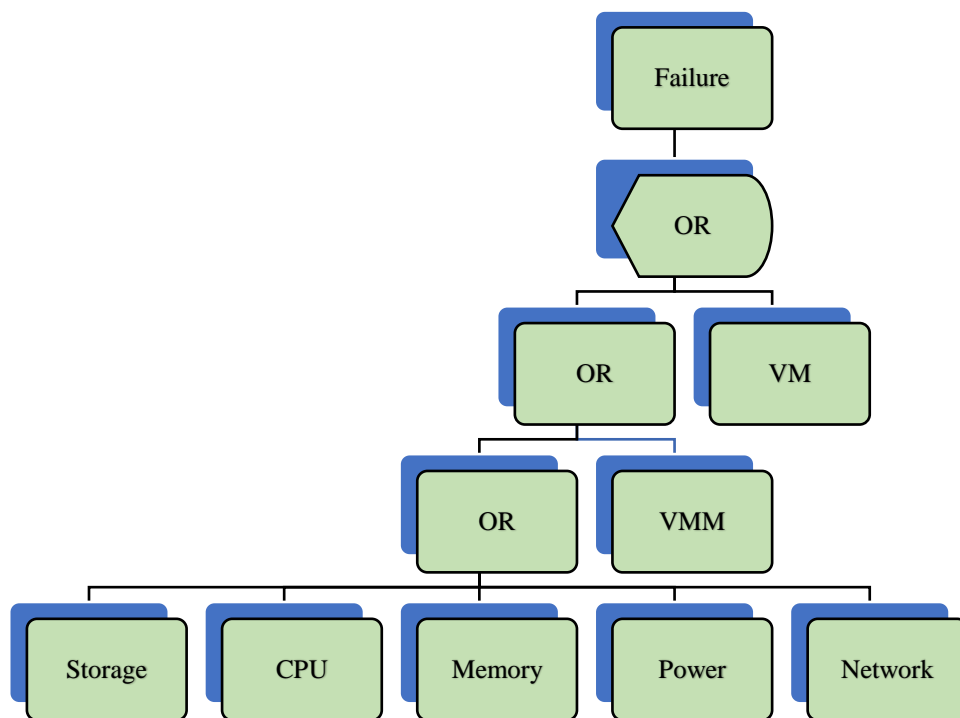 Failure
OR
OR
VM
OR
VMM
Storage
CPU
Memory
Power
Network